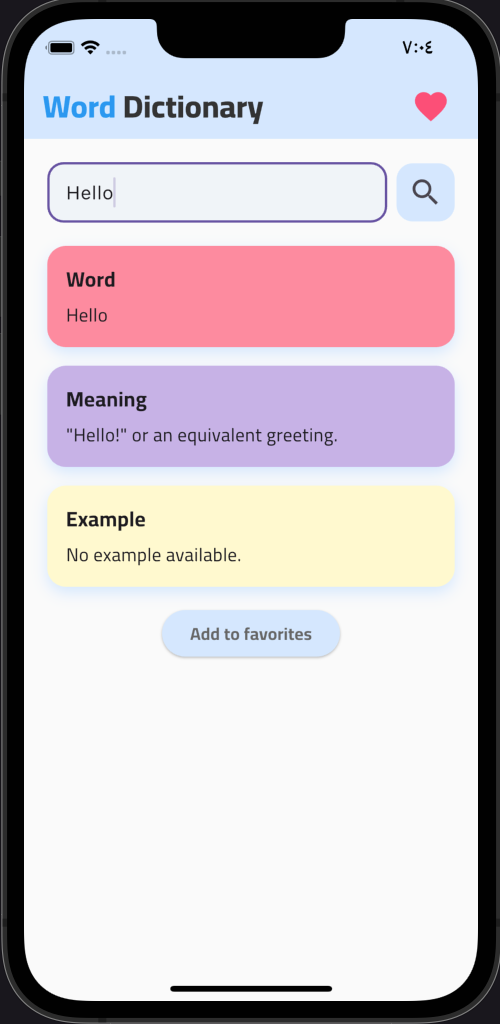 ٧:٠٤
Word Dictionary
Hello
Word
Hello
Meaning
"Hello!" or an equivalent greeting.
Example
No example available.
Add to favorites